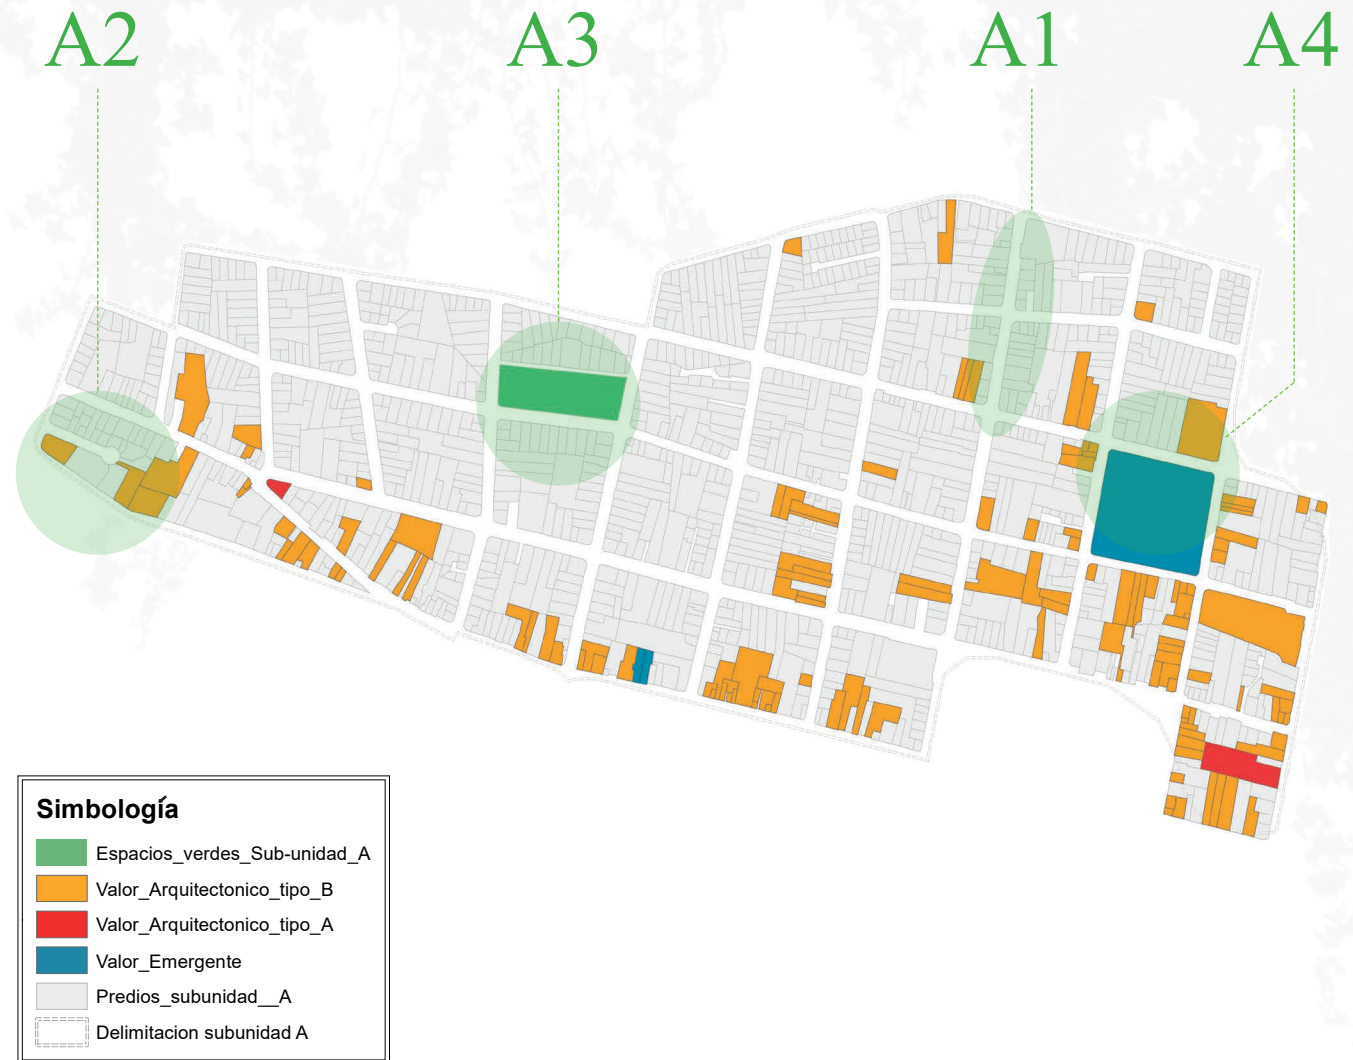 A2
A3
A1
A4
Simbología
Espacios_verdes_Sub-unidad_A
Valor_Arquitectonico_tipo_B
Valor_Arquitectonico_tipo_A
Valor_Emergente
Predios_subunidad__A
Delimitacion subunidad A